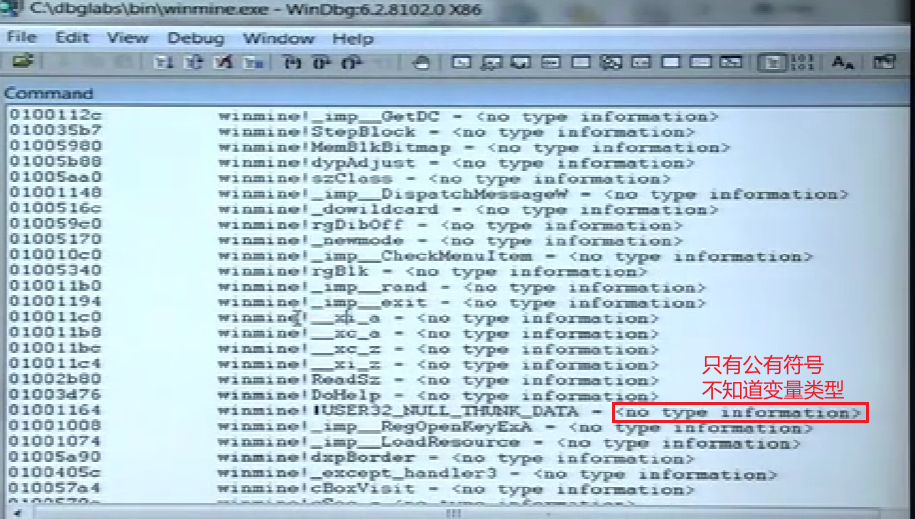 C:\dbglabs\bin\winmine.exe - WinDbg:6.2.8102.0 X86
File Edit View Debug Window Help
Command
0100112c winmine!_imp__GetDC - <no type information>
010035b7 winmine!StepBlock - <no type information>
01005980 winmine!MemBlkBitmap - <no type information>
01005b88 winmine!dypAdjust - <no type information>
01005aa0 winmine!szClass - <no type information>
01001148 winmine!_imp__DispatchMessageW - <no type information>
0100516c winmine!_dowildcard - <no type information>
010059c0 winmine!rgDibOff - <no type information>
01005170 winmine!_newmode - <no type information>
010010c0 winmine!_imp__CheckMenuItem - <no type information>
01005340 winmine!rgBlk - <no type information>
010011b0 winmine!_imp__rand - <no type information>
01001194 winmine!_imp__exit - <no type information>
010011c0 winmine!__xi_a - <no type information>
010011b8 winmine!__xc_a - <no type information>
010011bc winmine!__xc_z - <no type information>
010011c4 winmine!__xi_z - <no type information>
01002b80 winmine!ReadSz - <no type information>
01003d76 winmine!DoHelp - <no type information>
01001164 winmine!USER32_NULL_THUNK_DATA - <no type information>
01001008 winmine!_imp__RegOpenKeyExA - <no type information>
01001074 winmine!_imp__LoadResource - <no type information>
01005a90 winmine!dxpBorder - <no type information>
0100405c winmine!_except_handler3 - <no type information>
010057a4 winmine!cBoxVisit - <no type information>
只有公有符号
不知道变量类型